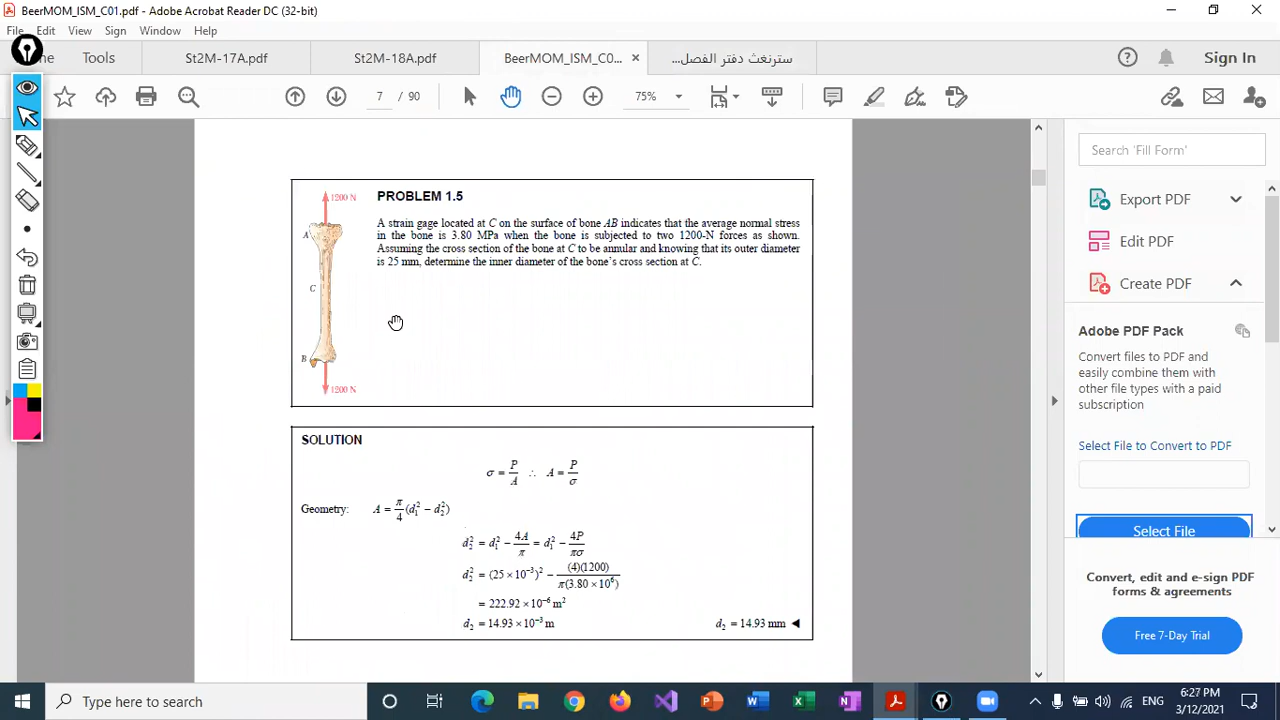 BeerMOM_ISM_C01.pdf - Adobe Acrobat Reader DC (32-bit)
File Edit View Sign Window Help
me Tools St2M-17A.pdf St2M-18A.pdf BeerMOM_ISM_C0... × سترنغث دفتر الفصل... Sign In
7 / 90 75%
PROBLEM 1.5
A strain gage located at C on the surface of bone AB indicates that the average normal stress
in the bone is 3.80 MPa when the bone is subjected to two 1200-N forces as shown.
Assuming the cross section of the bone at C to be annular and knowing that its outer diameter
is 25 mm, determine the inner diameter of the bone's cross section at C.
1200 N
A
C
B
1200 N
SOLUTION
σ = P/A ∴ A = P/σ
Geometry: A = π/4 (d₁² − d₂²)
d₂² = d₁² − 4A/π = d₁² − 4P/πσ
d₂² = (25 × 10⁻³)² − (4)(1200)/π(3.80 × 10⁶)
= 222.92 × 10⁻⁶ m²
d₂ = 14.93 × 10⁻³ m d₂ = 14.93 mm ◄
Search 'Fill Form'
Export PDF
Edit PDF
Create PDF
Adobe PDF Pack
Convert files to PDF and
easily combine them with
other file types with a paid
subscription
Select File to Convert to PDF
Select File
Convert, edit and e-sign PDF
forms & agreements
Free 7-Day Trial
Type here to search
ENG
6:27 PM
3/12/2021